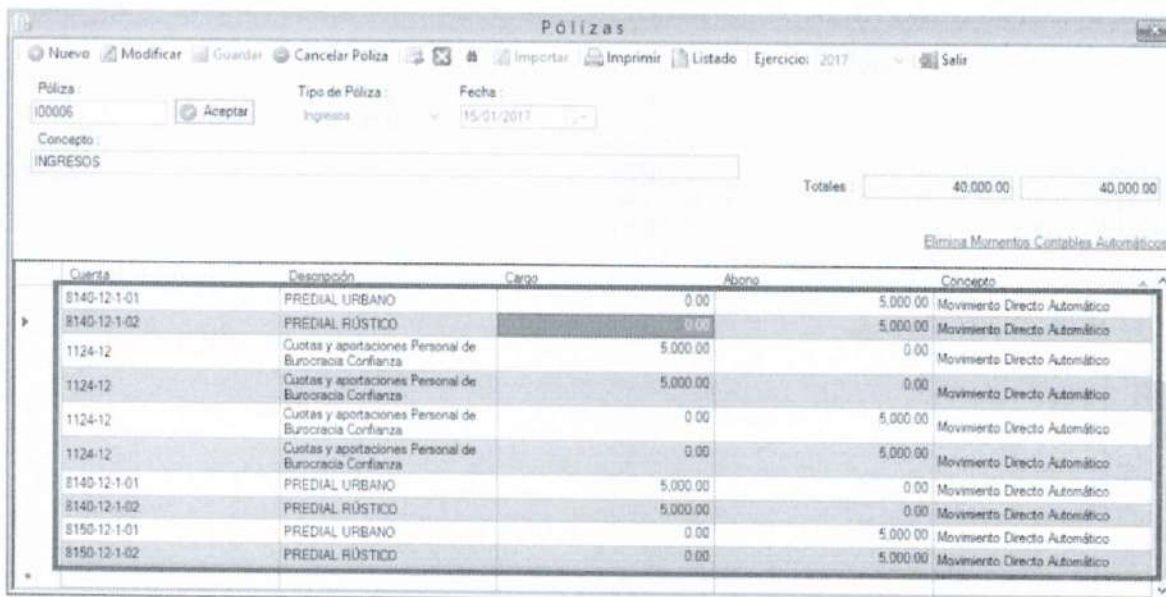 Pólizas
Nuevo Modificar Guardar Cancelar Poliza Importar Imprimir Listado Ejercicio: 2017 Salir
Póliza : Tipo de Póliza : Fecha :
I00006 Aceptar Ingresos 15/01/2017
Concepto :
INGRESOS
Totales : 40,000.00 40,000.00
Elimina Momentos Contables Automáticos
Cuenta Descripción Cargo Abono Concepto
8140-12-1-01 PREDIAL URBANO 0.00 5,000.00 Movimiento Directo Automático
8140-12-1-02 PREDIAL RÚSTICO 0.00 5,000.00 Movimiento Directo Automático
1124-12 Cuotas y aportaciones Personal de 5,000.00 0.00 Movimiento Directo Automático
Burocracia Confianza
1124-12 Cuotas y aportaciones Personal de 5,000.00 0.00 Movimiento Directo Automático
Burocracia Confianza
1124-12 Cuotas y aportaciones Personal de 0.00 5,000.00 Movimiento Directo Automático
Burocracia Confianza
1124-12 Cuotas y aportaciones Personal de 0.00 5,000.00 Movimiento Directo Automático
Burocracia Confianza
8140-12-1-01 PREDIAL URBANO 5,000.00 0.00 Movimiento Directo Automático
8140-12-1-02 PREDIAL RÚSTICO 5,000.00 0.00 Movimiento Directo Automático
8150-12-1-01 PREDIAL URBANO 0.00 5,000.00 Movimiento Directo Automático
8150-12-1-02 PREDIAL RÚSTICO 0.00 5,000.00 Movimiento Directo Automático